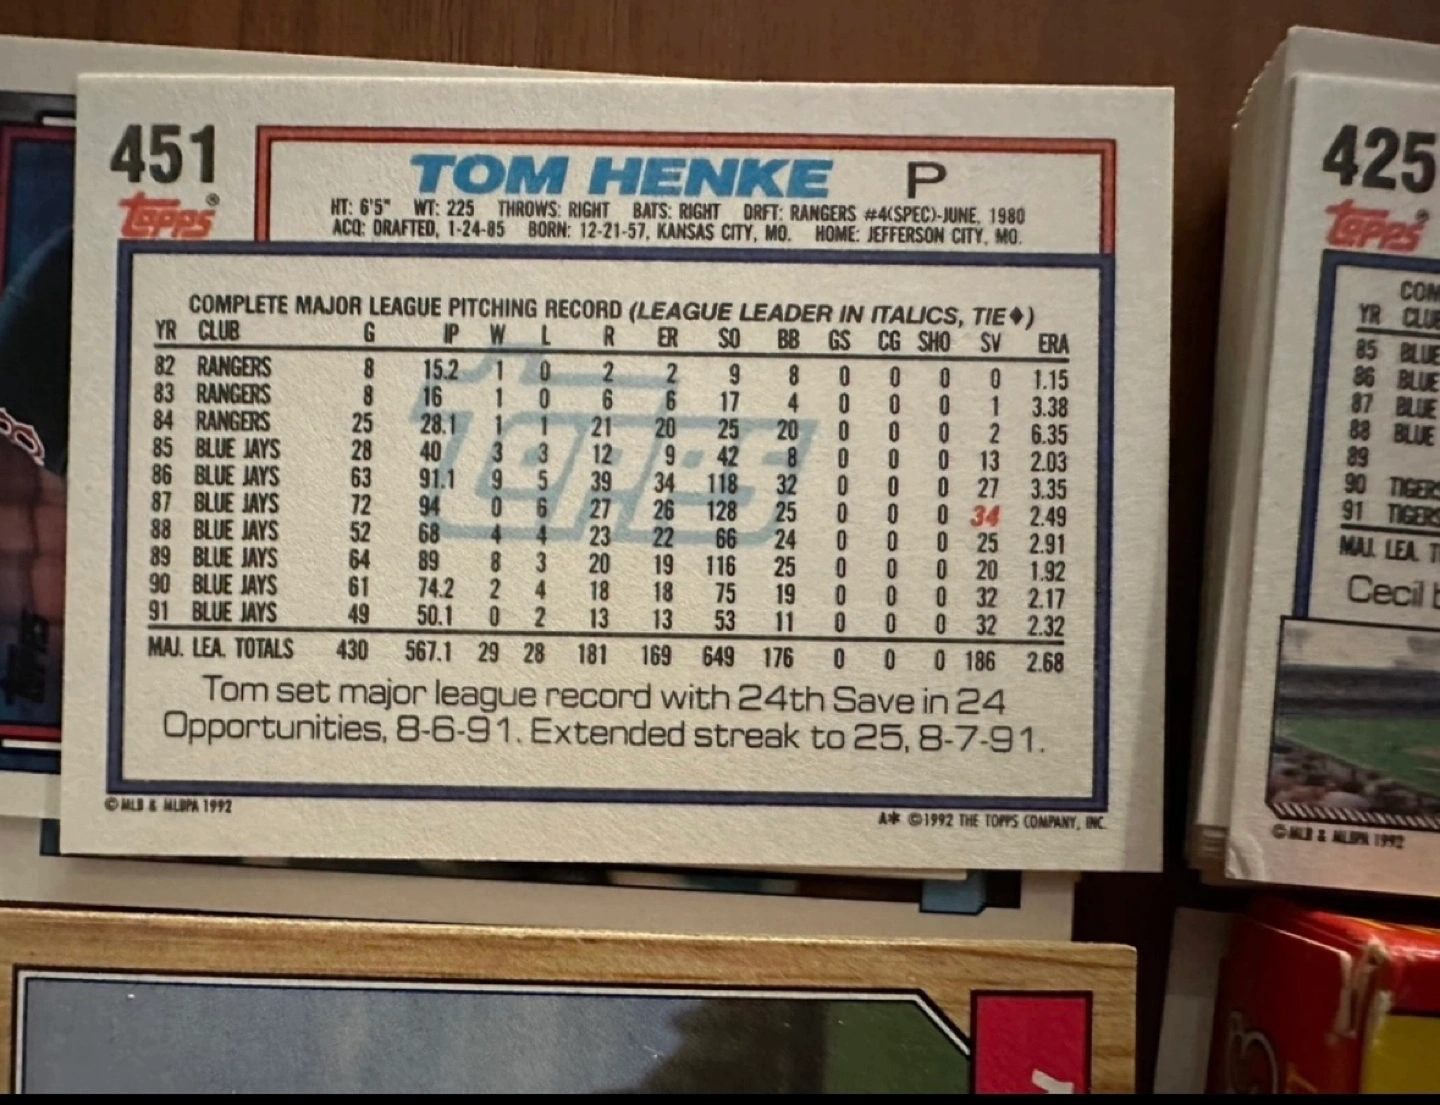 451
Topps®
TOM HENKE P
HT: 6'5" WT: 225 THROWS: RIGHT BATS: RIGHT DRFT: RANGERS #4(SPEC)-JUNE, 1980
ACQ: DRAFTED, 1-24-85 BORN: 12-21-57, KANSAS CITY, MO. HOME: JEFFERSON CITY, MO.
COMPLETE MAJOR LEAGUE PITCHING RECORD (LEAGUE LEADER IN ITALICS, TIE♦)
YR CLUB G IP W L R ER SO BB GS CG SHO SV ERA
82 RANGERS 8 15.2 1 0 2 2 9 8 0 0 0 0 1.15
83 RANGERS 8 16 1 0 6 6 17 4 0 0 0 1 3.38
84 RANGERS 25 28.1 1 1 21 20 25 20 0 0 0 2 6.35
85 BLUE JAYS 28 40 3 3 12 9 42 8 0 0 0 13 2.03
86 BLUE JAYS 63 91.1 9 5 39 34 118 32 0 0 0 27 3.35
87 BLUE JAYS 72 94 0 6 27 26 128 25 0 0 0 34 2.49
88 BLUE JAYS 52 68 4 4 23 22 66 24 0 0 0 25 2.91
89 BLUE JAYS 64 89 8 3 20 19 116 25 0 0 0 20 1.92
90 BLUE JAYS 61 74.2 2 4 18 18 75 19 0 0 0 32 2.17
91 BLUE JAYS 49 50.1 0 2 13 13 53 11 0 0 0 32 2.32
MAJ. LEA. TOTALS 430 567.1 29 28 181 169 649 176 0 0 0 186 2.68
Topps
Tom set major league record with 24th Save in 24
Opportunities, 8-6-91. Extended streak to 25, 8-7-91.
© MLB & MLBPA 1992
A* ©1992 THE TOPPS COMPANY, INC.
425
Topps®
COM
YR CLU
85 BLUE
86 BLUE
87 BLUE
88 BLUE
89
90 TIGERS
91 TIGERS
MAJ. LEA. T
Cecil b
© MLB & MLBPA 1992